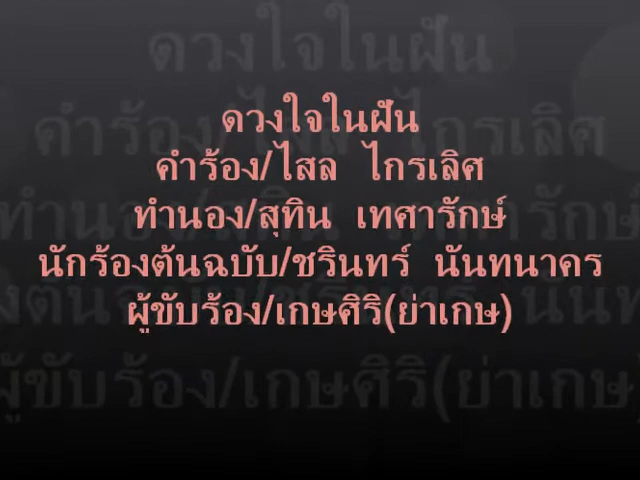 ดวงใจในฝัน
คำร้อง/ไสล ไกรเลิศ
ทำนอง/สุทิน เทศารักษ์
นักร้องต้นฉบับ/ชรินทร์ นันทนาคร
ผู้ขับร้อง/เกษศิริ(ย่าเกษ)